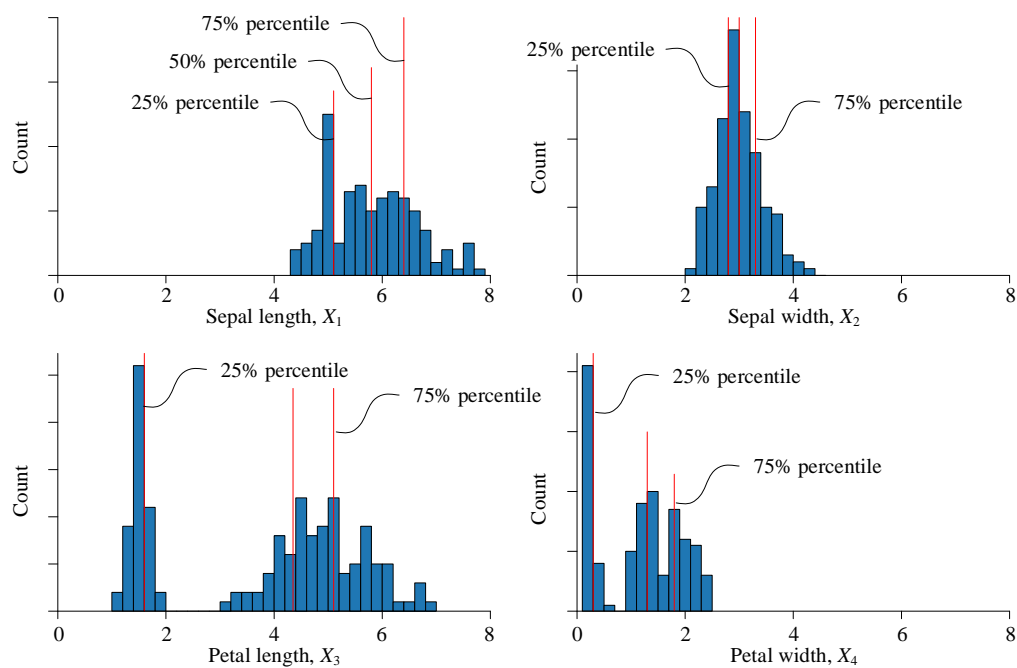 75% percentile
50% percentile
25% percentile
Count
0 2 4 6 8
Sepal length, X1
25% percentile
75% percentile
Count
0 2 4 6 8
Sepal width, X2
25% percentile
75% percentile
Count
0 2 4 6 8
Petal length, X3
25% percentile
75% percentile
Count
0 2 4 6 8
Petal width, X4